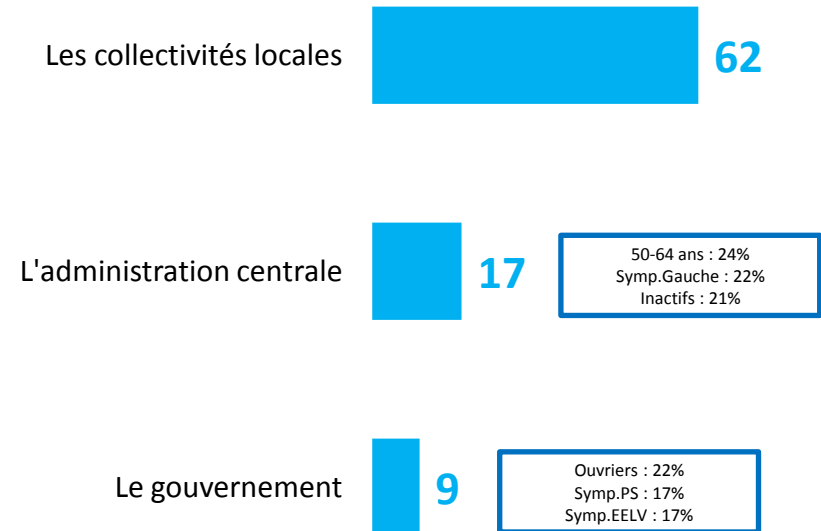 Les collectivités locales
62
L'administration centrale
17
50-64 ans : 24%
Symp.Gauche : 22%
Inactifs : 21%
Le gouvernement
9
Ouvriers : 22%
Symp.PS : 17%
Symp.EELV : 17%